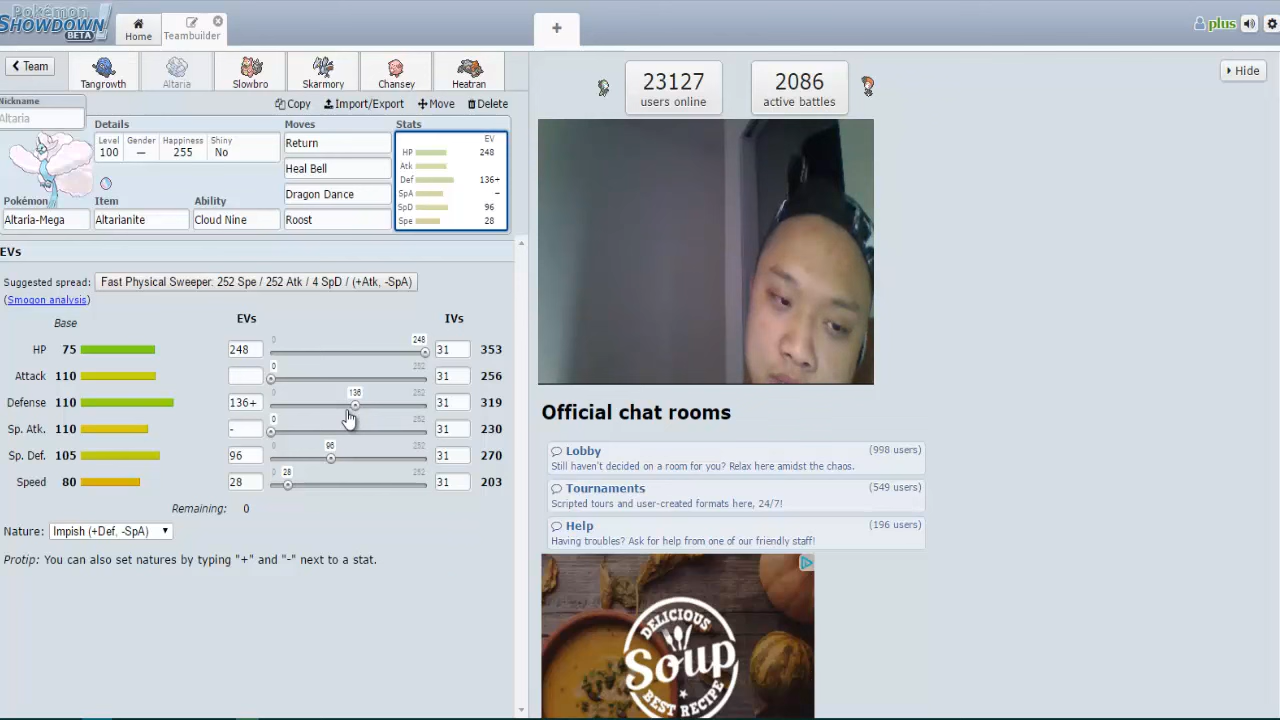 Pokémon
SHOWDOWN
BETA
Home
Teambuilder
+
plus
Team
Tangrowth
Altaria
Slowbro
Skarmory
Chansey
Heatran
23127
users online
2086
active battles
Hide
Nickname
Altaria
Copy
Import/Export
Move
Delete
Details
Moves
Stats
Level
Gender
Happiness
Shiny
100
—
255
No
Return
Heal Bell
Dragon Dance
Roost
EV
HP 248
Atk
Def 136+
SpA –
SpD 96
Spe 28
Pokémon
Item
Ability
Altaria-Mega
Altarianite
Cloud Nine
EVs
Suggested spread: Fast Physical Sweeper: 252 Spe / 252 Atk / 4 SpD / (+Atk, -SpA)
(Smogon analysis)
Base EVs IVs
HP 75 248 0 248 31 353
Attack 110 0 252 31 256
Defense 110 136+ 0 136 252 31 319
Sp. Atk. 110 - 0 252 31 230
Sp. Def. 105 96 0 96 252 31 270
Speed 80 28 0 28 252 31 203
Remaining: 0
Nature: Impish (+Def, -SpA)
Protip: You can also set natures by typing "+" and "-" next to a stat.
Official chat rooms
Lobby (998 users)
Still haven't decided on a room for you? Relax here amidst the chaos.
Tournaments (549 users)
Scripted tours and user-created formats here, 24/7!
Help (196 users)
Having troubles? Ask for help from one of our friendly staff!
DELICIOUS
Soup
BEST RECIPE